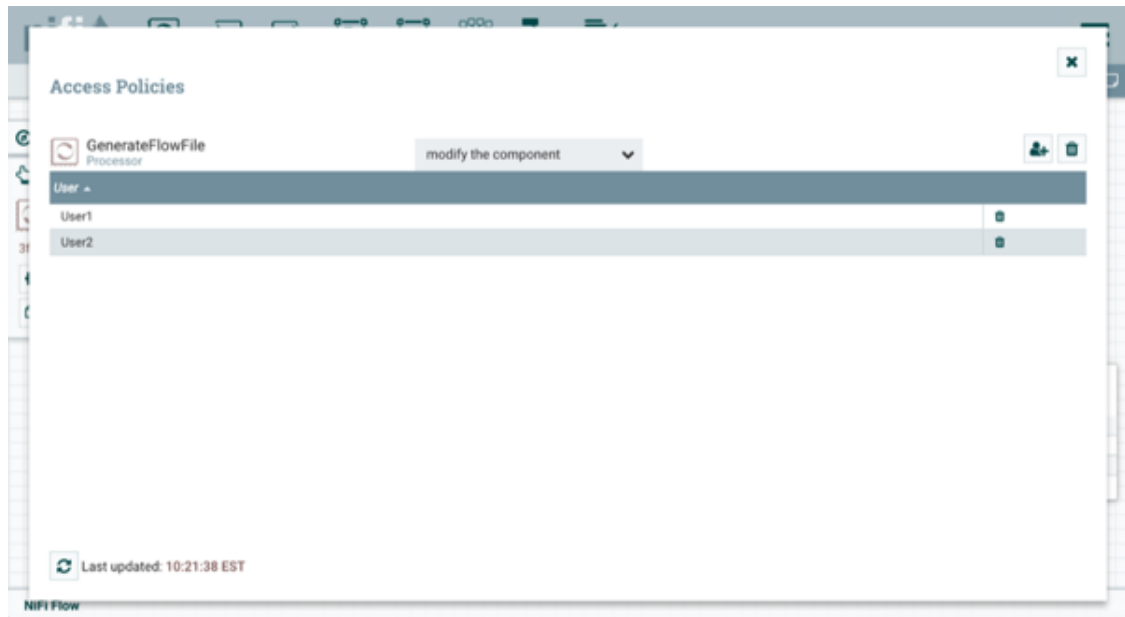 Access Policies
GenerateFlowFile
Processor
modify the component
User
User1
User2
Last updated: 10:21:38 EST
NiFi Flow